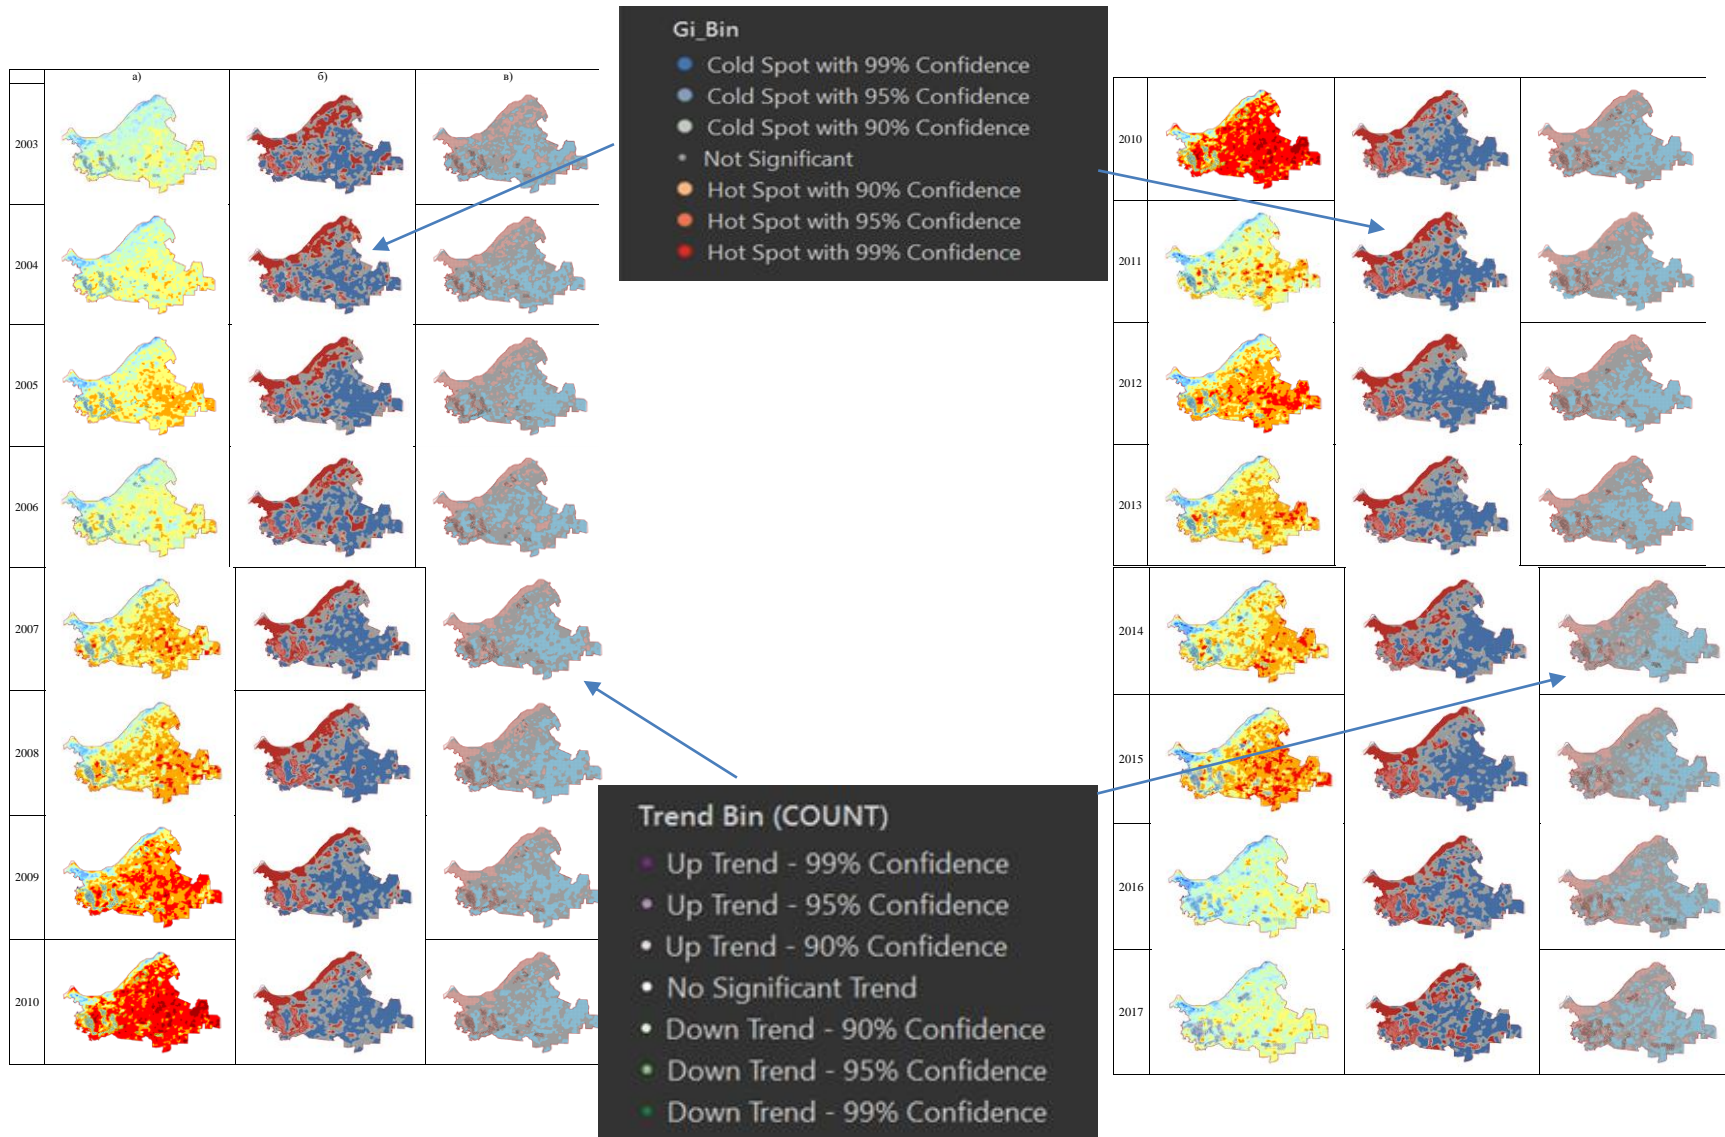 Gi_Bin
Cold Spot with 99% Confidence
Cold Spot with 95% Confidence
Cold Spot with 90% Confidence
Not Significant
Hot Spot with 90% Confidence
Hot Spot with 95% Confidence
Hot Spot with 99% Confidence
а) б) в)
2003
2004
2005
2006
2007
2008
2009
2010
2010
2011
2012
2013
2014
2015
2016
2017
Trend Bin (COUNT)
Up Trend - 99% Confidence
Up Trend - 95% Confidence
Up Trend - 90% Confidence
No Significant Trend
Down Trend - 90% Confidence
Down Trend - 95% Confidence
Down Trend - 99% Confidence